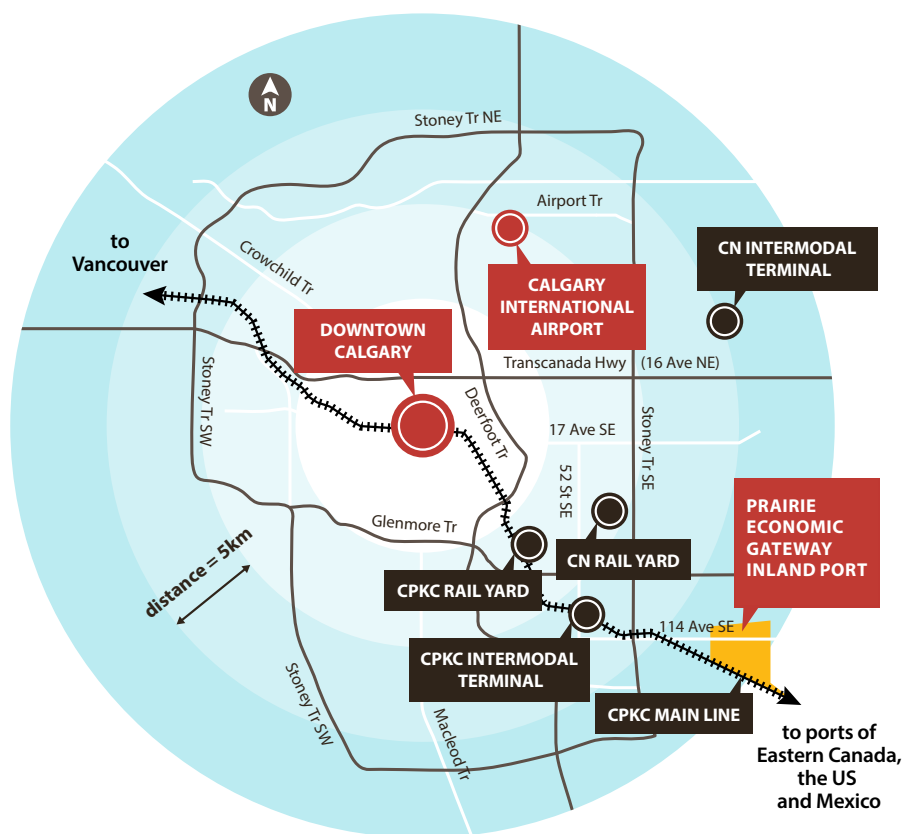 N
Stoney Tr NE
Airport Tr
to
Vancouver
Crowchild Tr
CN INTERMODAL
TERMINAL
CALGARY
INTERNATIONAL
AIRPORT
DOWNTOWN
CALGARY
Transcanada Hwy
(16 Ave NE)
Stoney Tr SW
Deerfoot Tr
17 Ave SE
Stoney Tr SE
52 St SE
Glenmore Tr
PRAIRIE
ECONOMIC
GATEWAY
INLAND PORT
CN RAIL YARD
CPKC RAIL YARD
distance = 5km
114 Ave SE
CPKC INTERMODAL
TERMINAL
Stoney Tr SW
Macleod Tr
CPKC MAIN LINE
to ports of
Eastern Canada,
the US
and Mexico